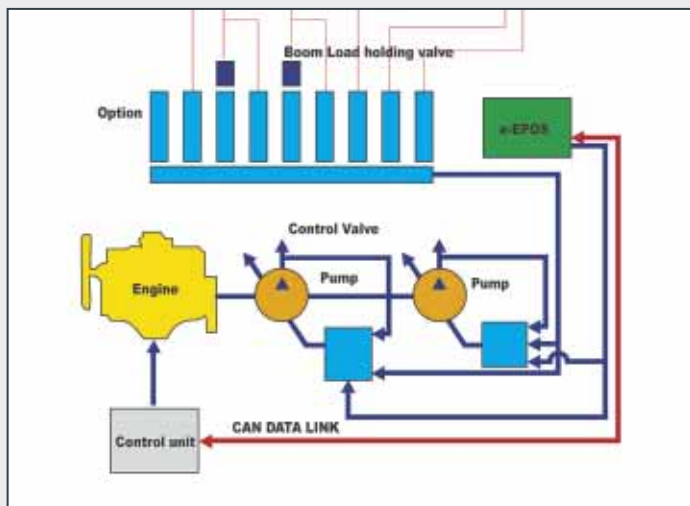 Boom Load holding valve
Option
e-EPOS
Control Valve
Engine
Pump
Pump
CAN DATA LINK
Control unit